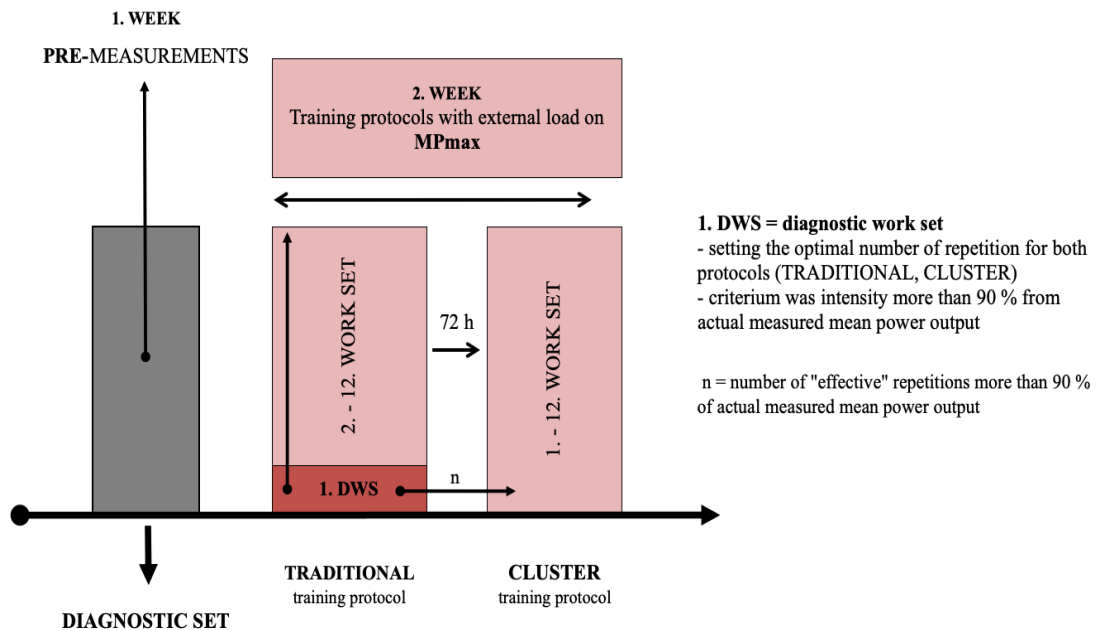 1. WEEK
PRE-MEASUREMENTS
2. WEEK
Training protocols with external load on
MPmax
2. - 12. WORK SET
72 h
1. - 12. WORK SET
1. DWS
n
1. DWS = diagnostic work set
- setting the optimal number of repetition for both
protocols (TRADITIONAL, CLUSTER)
- criterium was intensity more than 90 % from
actual measured mean power output
n = number of "effective" repetitions more than 90 %
of actual measured mean power output
TRADITIONAL
training protocol
CLUSTER
training protocol
DIAGNOSTIC SET